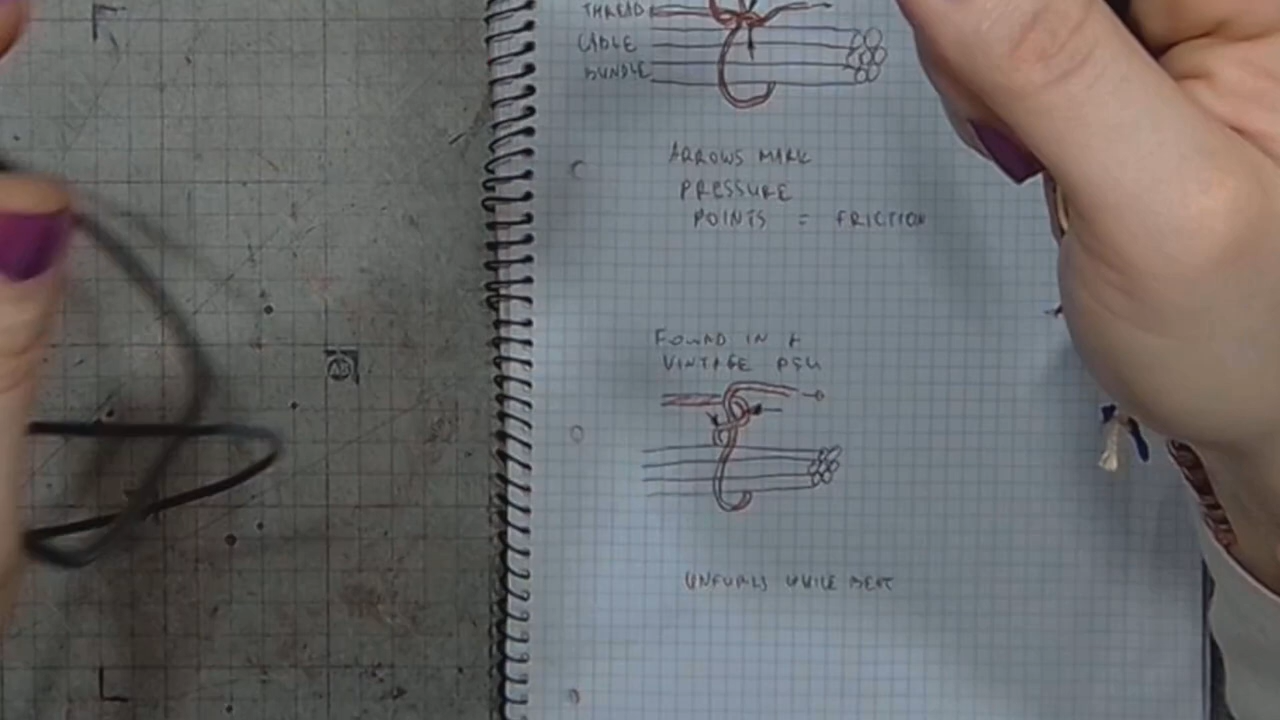 THREAD
CABLE
BUNDLE
ARROWS MARK
PRESSURE
POINTS = FRICTION
FOUND IN A
VINTAGE PSU
UNFURLS WHILE BENT